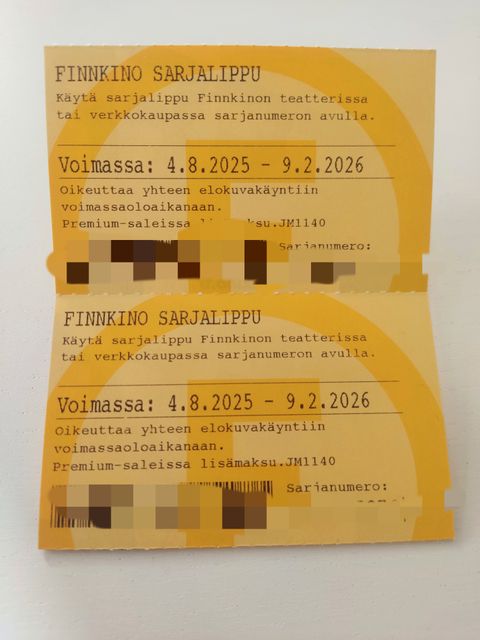 FINNKINO SARJALIPPU
Käytä sarjalippu Finnkinon teatterissa
tai verkkokaupassa sarjanumeron avulla.
Voimassa: 4.8.2025 - 9.2.2026
Oikeuttaa yhteen elokuvakäyntiin
voimassaoloaikanaan.
Premium-saleissa lisämaksu.JM1140
Sarjanumero:
FINNKINO SARJALIPPU
Käytä sarjalippu Finnkinon teatterissa
tai verkkokaupassa sarjanumeron avulla.
Voimassa: 4.8.2025 - 9.2.2026
Oikeuttaa yhteen elokuvakäyntiin
voimassaoloaikanaan.
Premium-saleissa lisämaksu.JM1140
Sarjanumero: